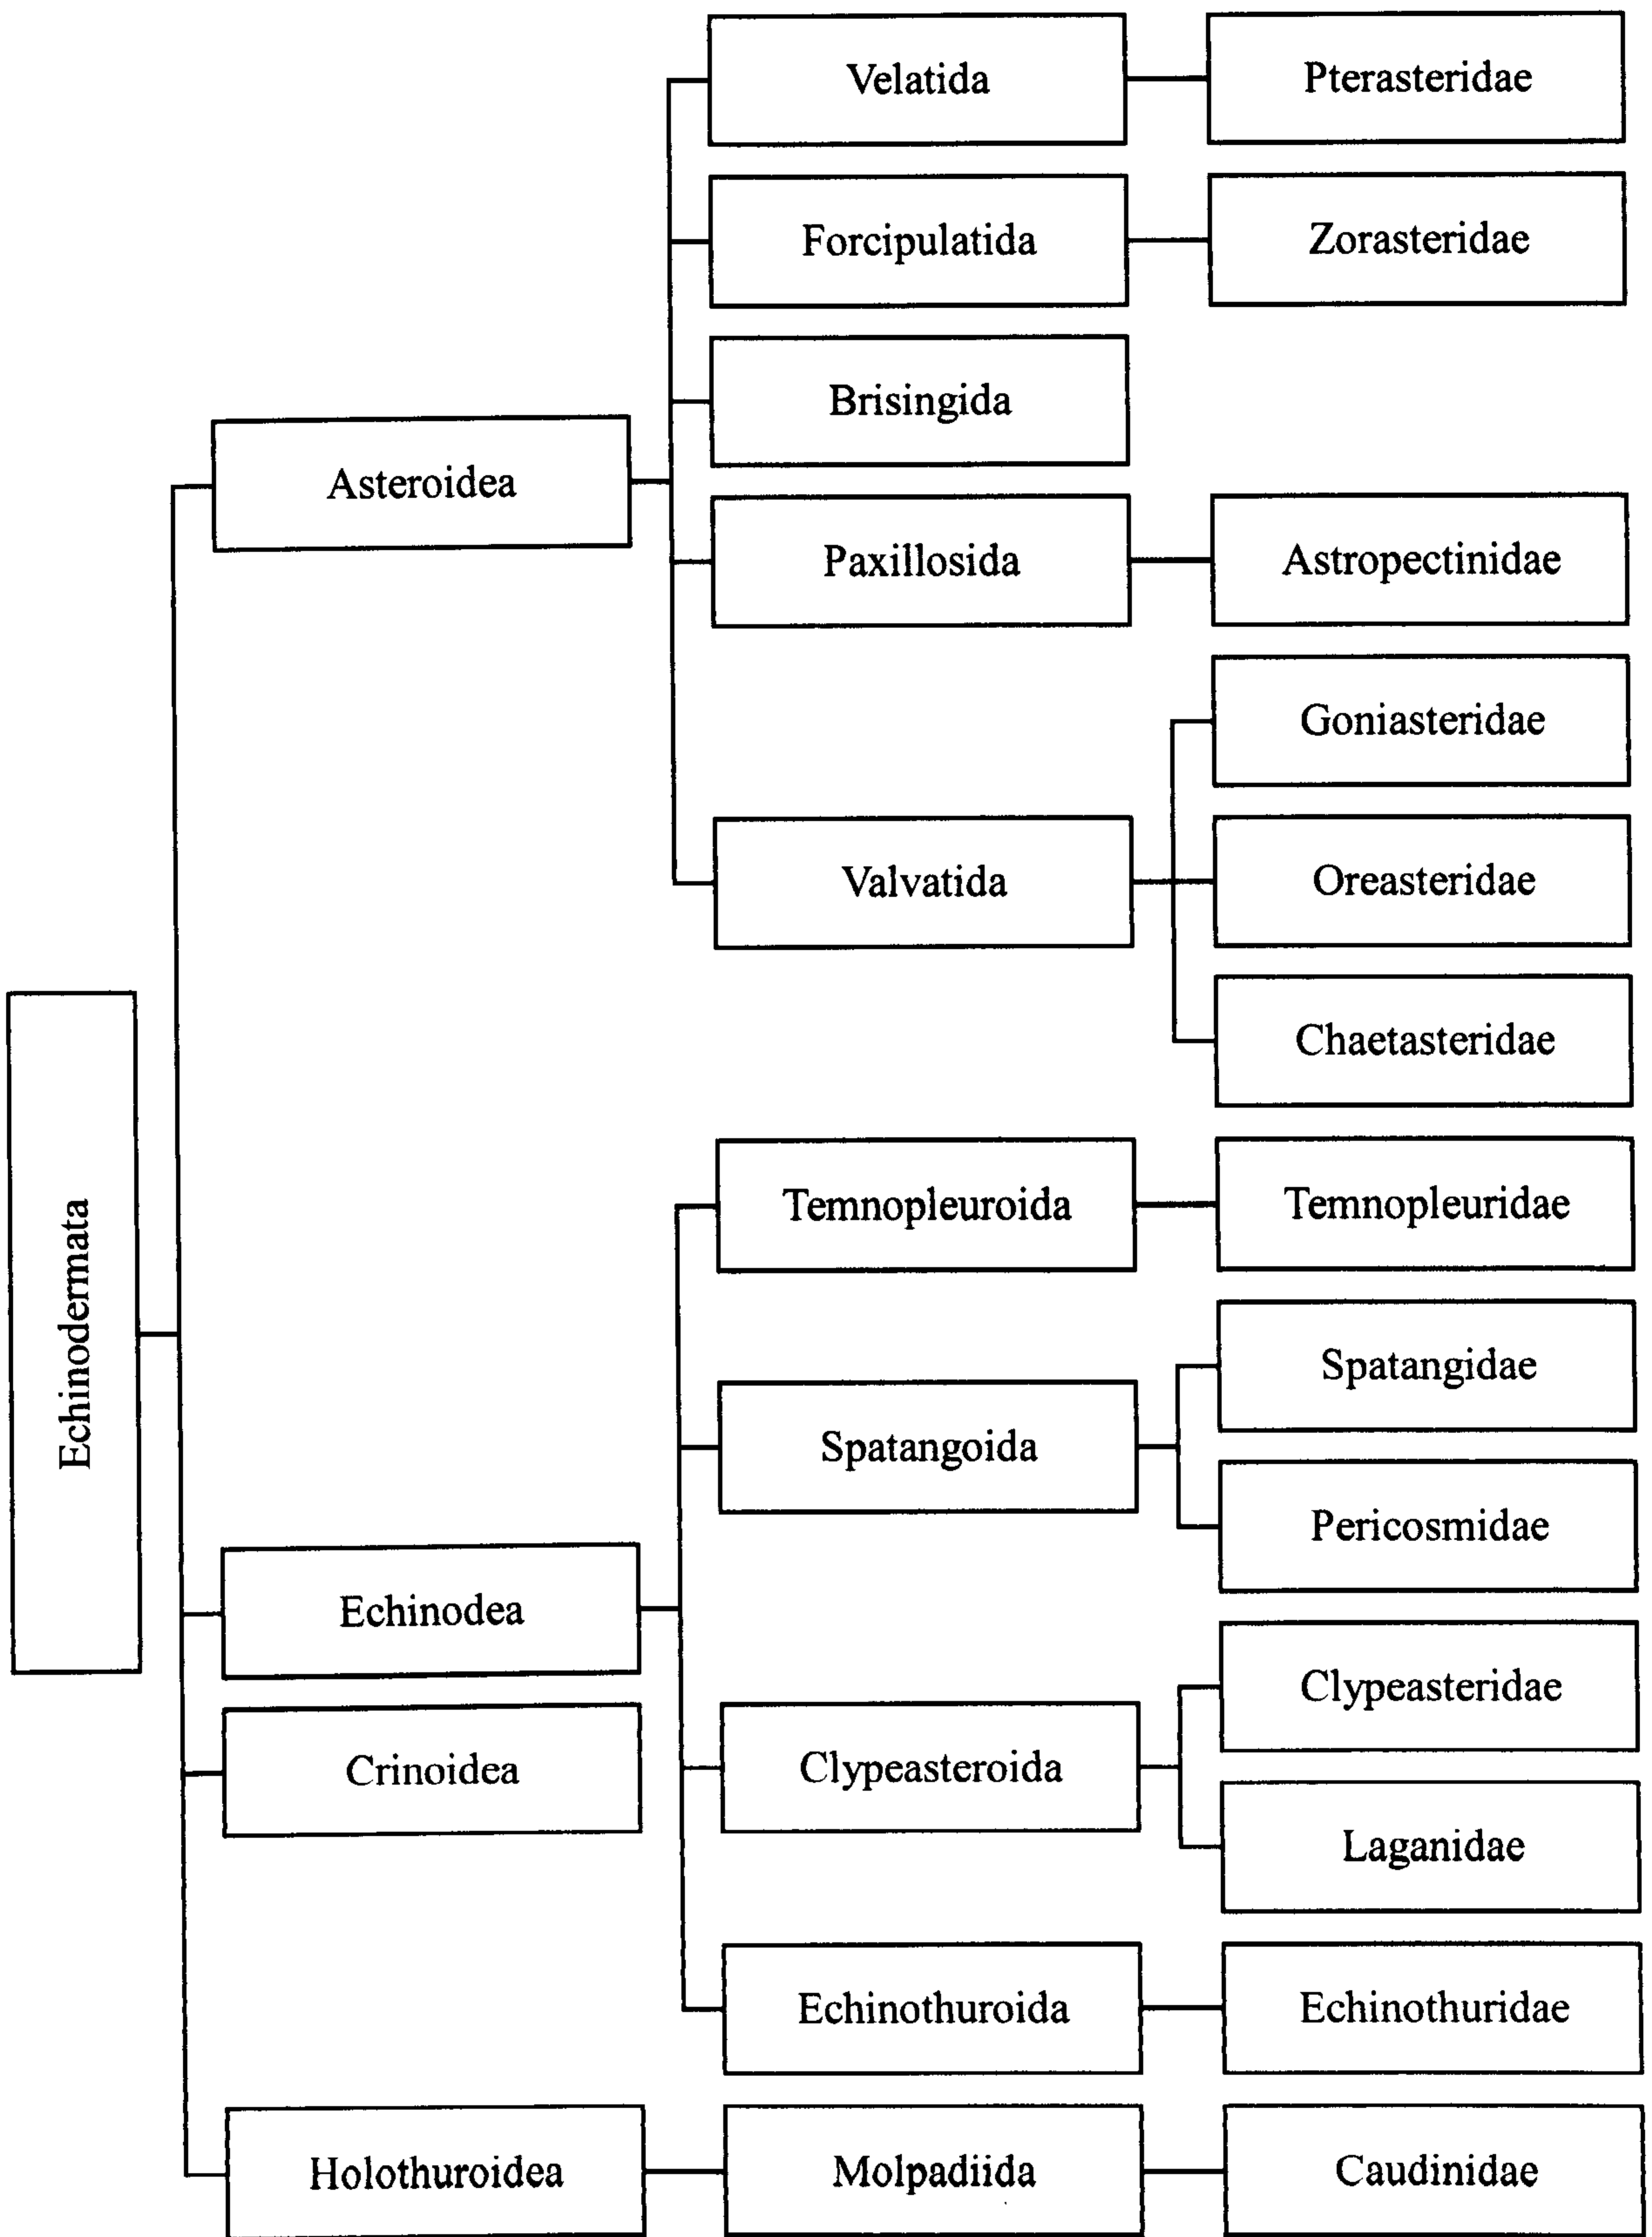 Echinodermata
Asteroidea
Velatida
Pterasteridae
Forcipulatida
Zorasteridae
Brisingida
Paxillosida
Astropectinidae
Valvatida
Goniasteridae
Oreasteridae
Chaetasteridae
Echinodea
Temnopleuroida
Temnopleuridae
Spatangoida
Spatangidae
Pericosmidae
Clypeasteroida
Clypeasteridae
Laganidae
Echinothuroida
Echinothuridae
Crinoidea
Holothuroidea
Molpadiida
Caudinidae